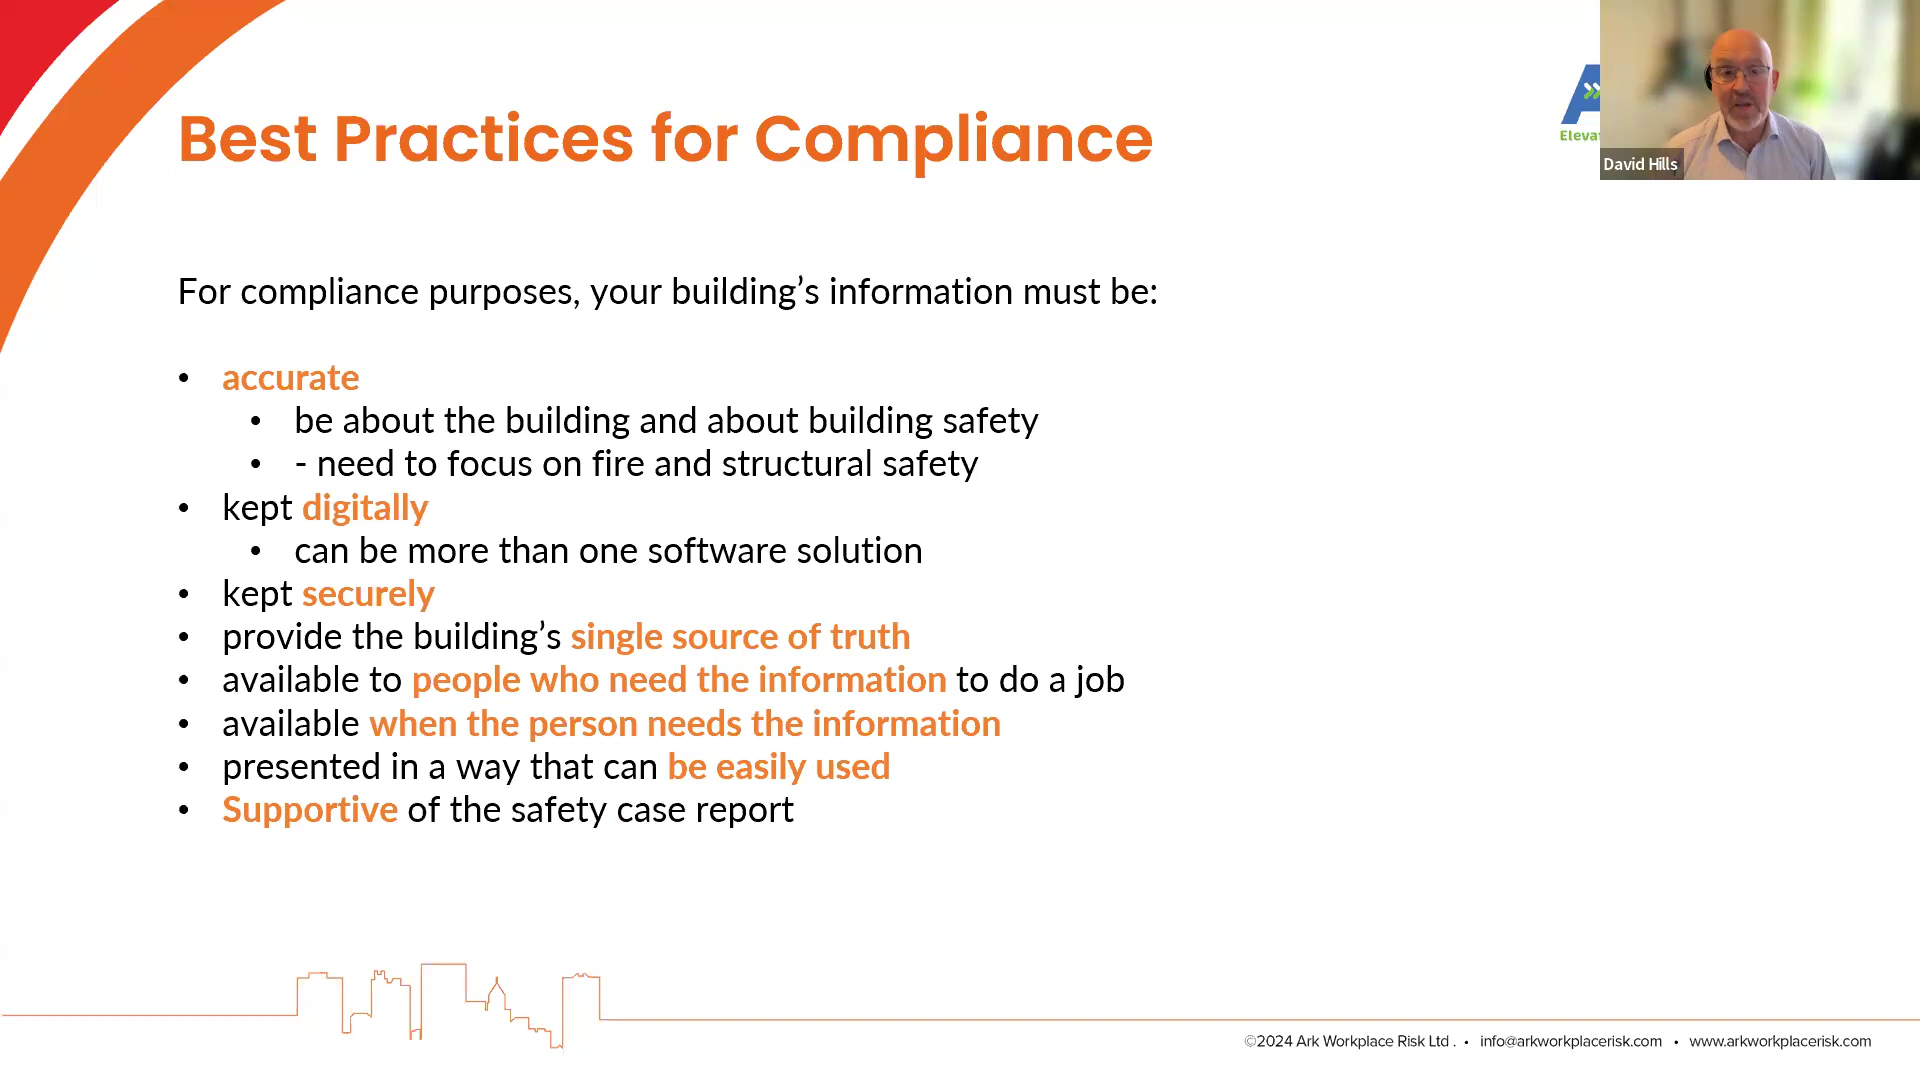 Best Practices for Compliance
Eleva
David Hills
For compliance purposes, your building’s information must be:
• accurate
• be about the building and about building safety
• - need to focus on fire and structural safety
• kept digitally
• can be more than one software solution
• kept securely
• provide the building’s single source of truth
• available to people who need the information to do a job
• available when the person needs the information
• presented in a way that can be easily used
• Supportive of the safety case report
©2024 Ark Workplace Risk Ltd . • info@arkworkplacerisk.com • www.arkworkplacerisk.com